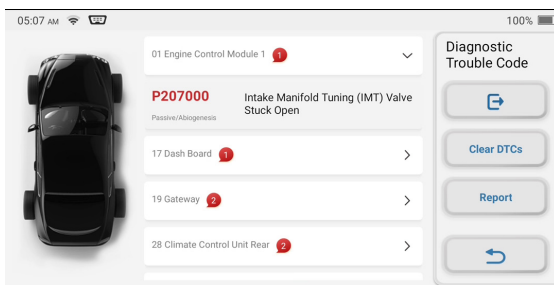 05:07 AM
100%
01 Engine Control Module 1 1
P207000
Passive/Abiogenesis
Intake Manifold Tuning (IMT) Valve
Stuck Open
17 Dash Board 1
19 Gateway 2
28 Climate Control Unit Rear 2
Diagnostic
Trouble Code
Clear DTCs
Report